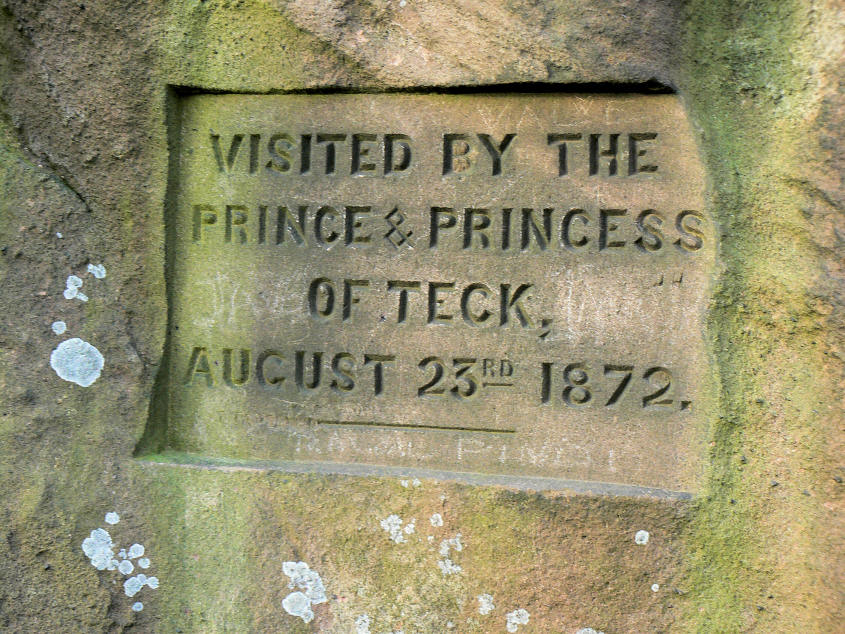 VISITED BY THE
PRINCE & PRINCESS
OF TECK,
AUGUST 23RD 1872.